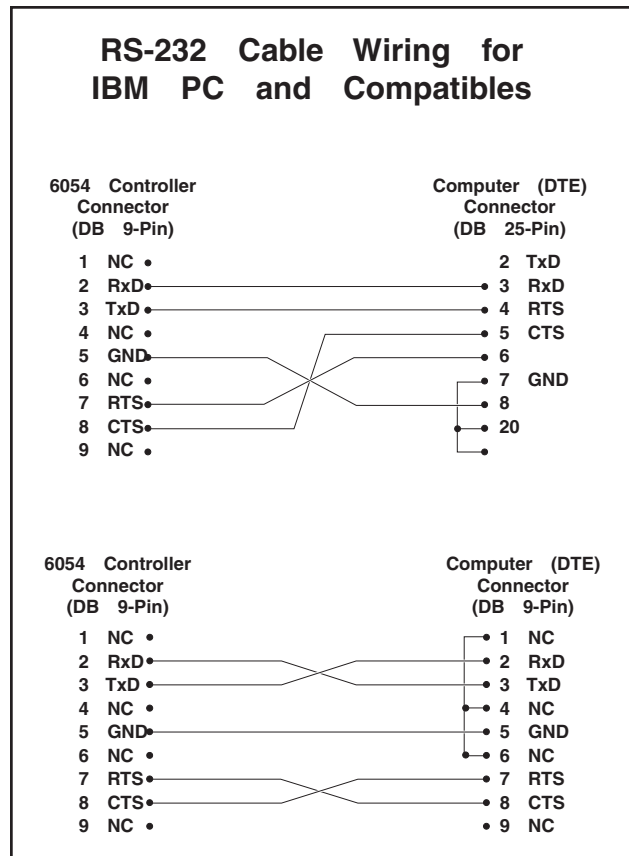 RS-232 Cable Wiring for
IBM PC and Compatibles
6054 Controller
Connector
(DB 9-Pin)
1 NC
2 RxD
3 TxD
4 NC
5 GND
6 NC
7 RTS
8 CTS
9 NC
Computer (DTE)
Connector
(DB 25-Pin)
2 TxD
3 RxD
4 RTS
5 CTS
6
7 GND
8
20
6054 Controller
Connector
(DB 9-Pin)
1 NC
2 RxD
3 TxD
4 NC
5 GND
6 NC
7 RTS
8 CTS
9 NC
Computer (DTE)
Connector
(DB 9-Pin)
1 NC
2 RxD
3 TxD
4 NC
5 GND
6 NC
7 RTS
8 CTS
9 NC